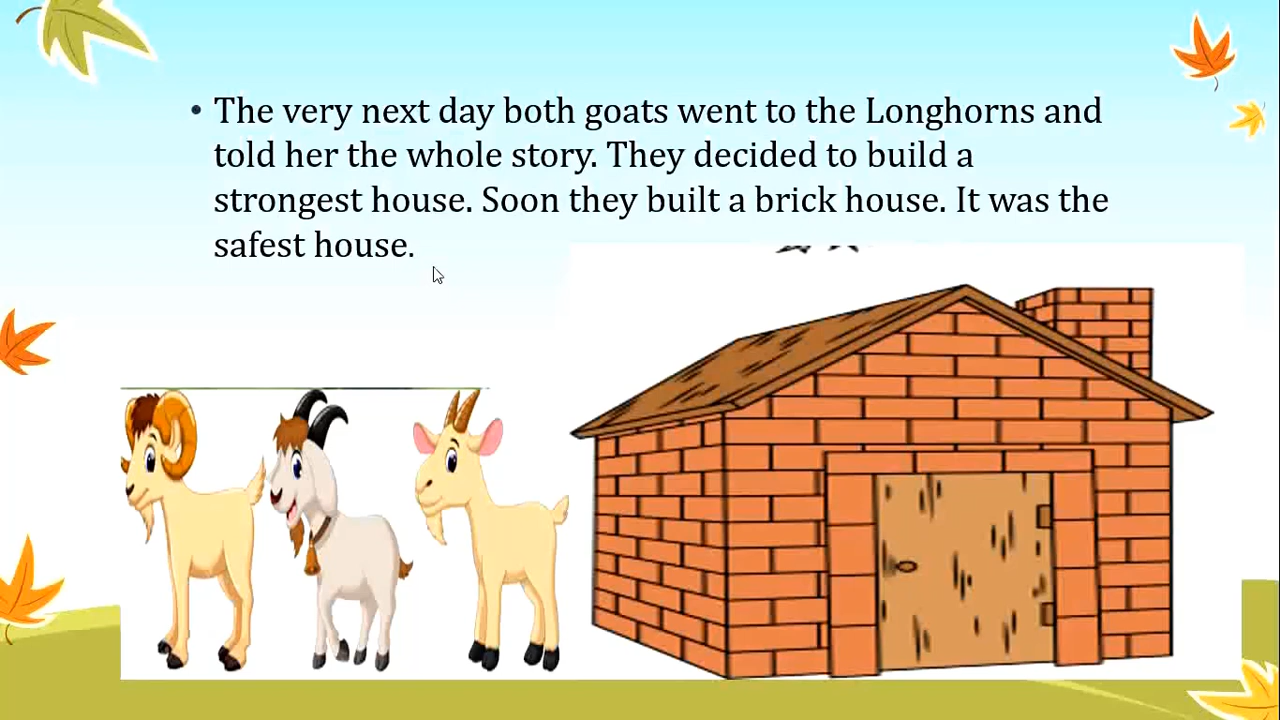 • The very next day both goats went to the Longhorns and
told her the whole story. They decided to build a
strongest house. Soon they built a brick house. It was the
safest house.